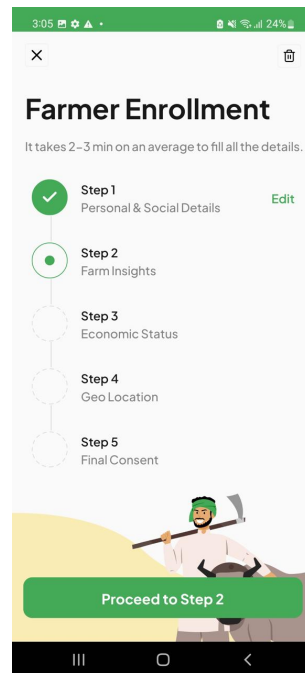 3:05
24%
Farmer Enrollment
It takes 2-3 min on an average to fill all the details.
Step 1
Personal & Social Details
Edit
Step 2
Farm Insights
Step 3
Economic Status
Step 4
Geo Location
Step 5
Final Consent
Proceed to Step 2